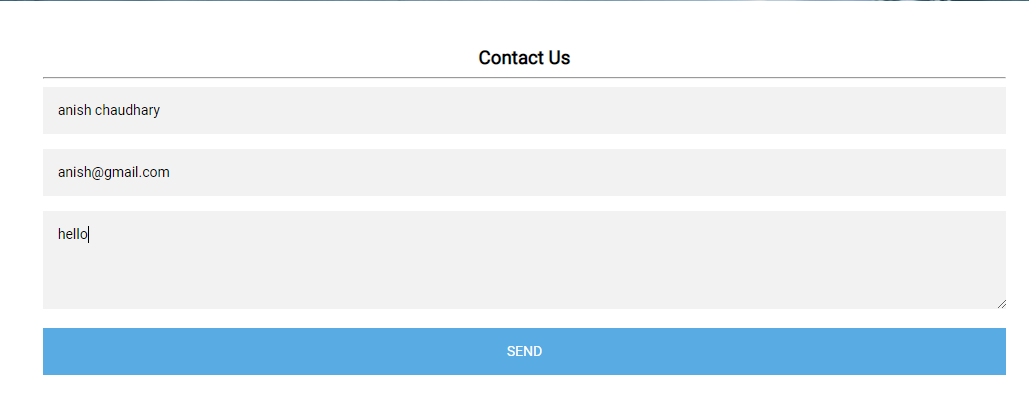 Contact Us
anish chaudhary
anish@gmail.com
hello
SEND